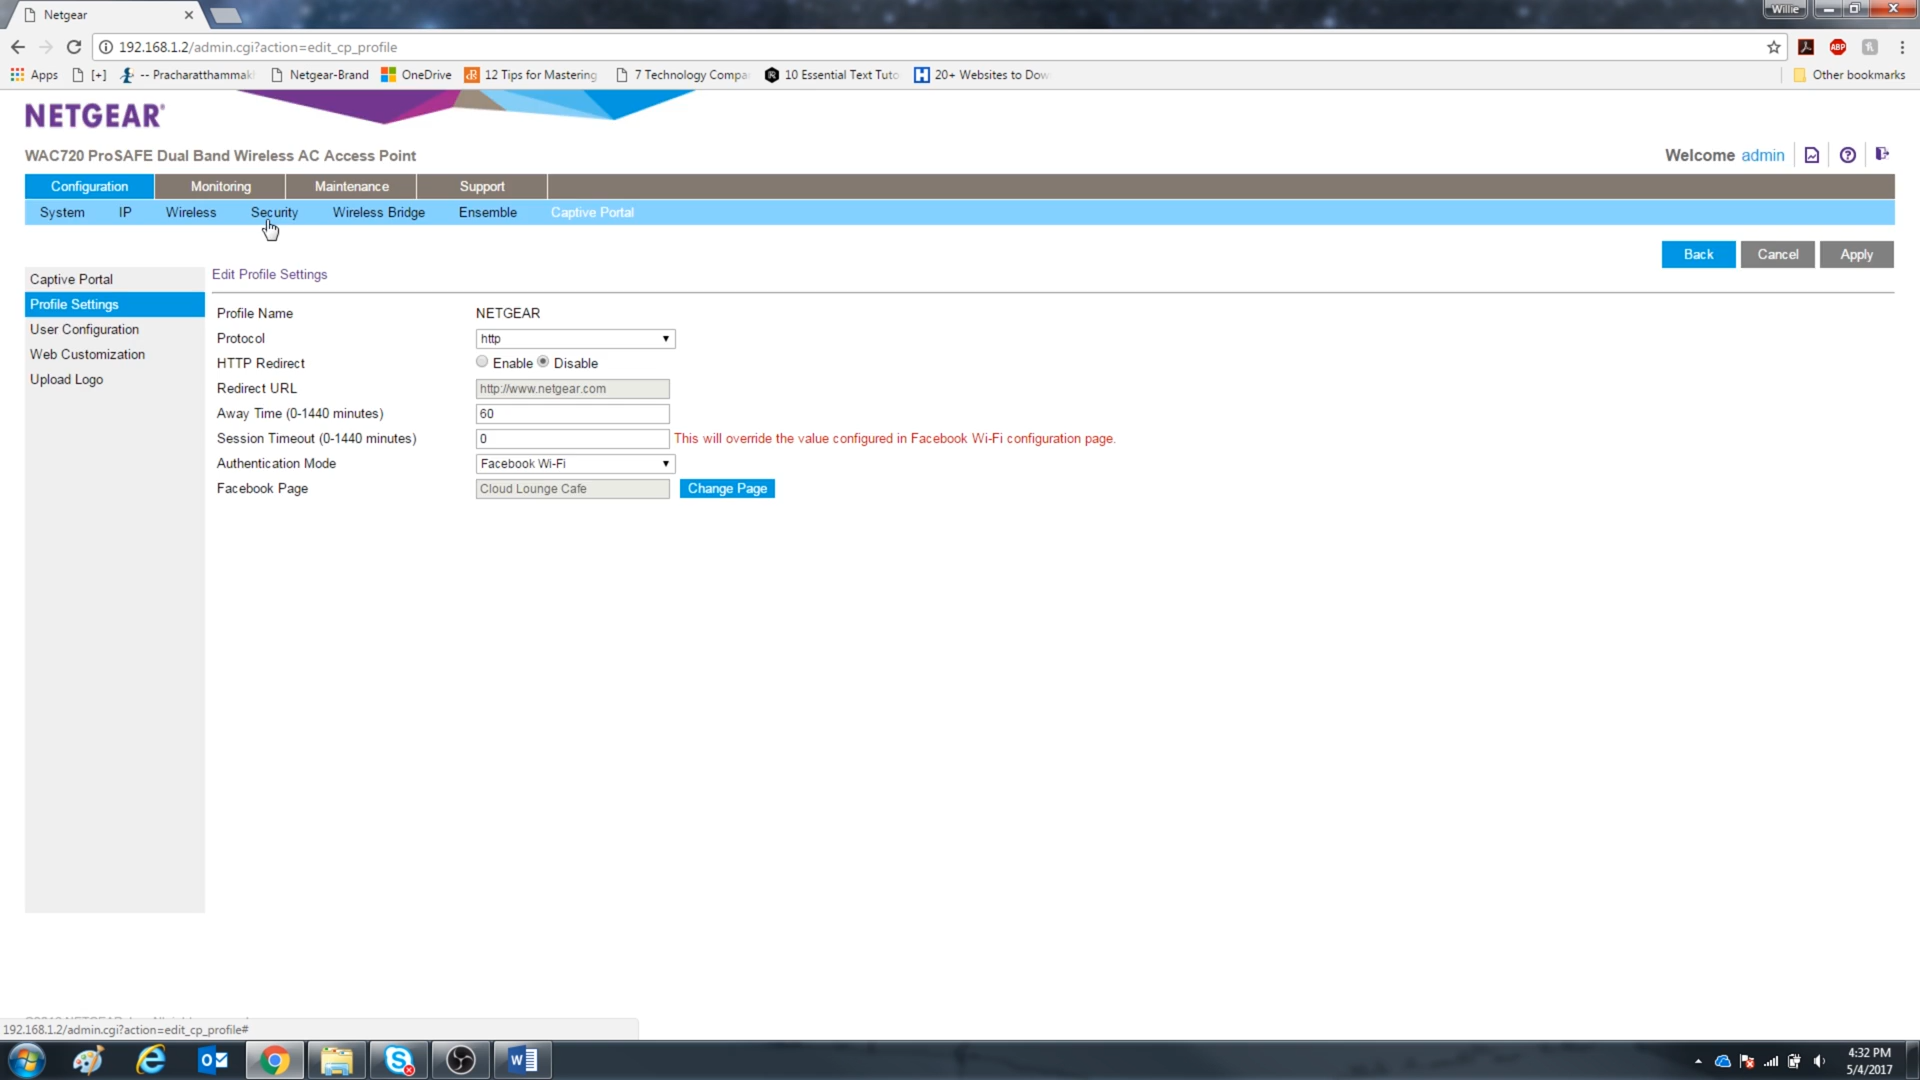 Netgear
Willie
192.168.1.2/admin.cgi?action=edit_cp_profile
ABP
Apps [+] -- Pracharatthammak Netgear-Brand OneDrive 12 Tips for Mastering 7 Technology Compa 10 Essential Text Tuto 20+ Websites to Dow Other bookmarks
NETGEAR
WAC720 ProSAFE Dual Band Wireless AC Access Point
Welcome admin
Configuration Monitoring Maintenance Support
System IP Wireless Security Wireless Bridge Ensemble Captive Portal
Back Cancel Apply
Captive Portal
Profile Settings
User Configuration
Web Customization
Upload Logo
Edit Profile Settings
Profile Name NETGEAR
Protocol http
HTTP Redirect Enable Disable
Redirect URL http://www.netgear.com
Away Time (0-1440 minutes) 60
Session Timeout (0-1440 minutes) 0 This will override the value configured in Facebook Wi-Fi configuration page.
Authentication Mode Facebook Wi-Fi
Facebook Page Cloud Lounge Cafe Change Page
192.168.1.2/admin.cgi?action=edit_cp_profile#
4:32 PM
5/4/2017